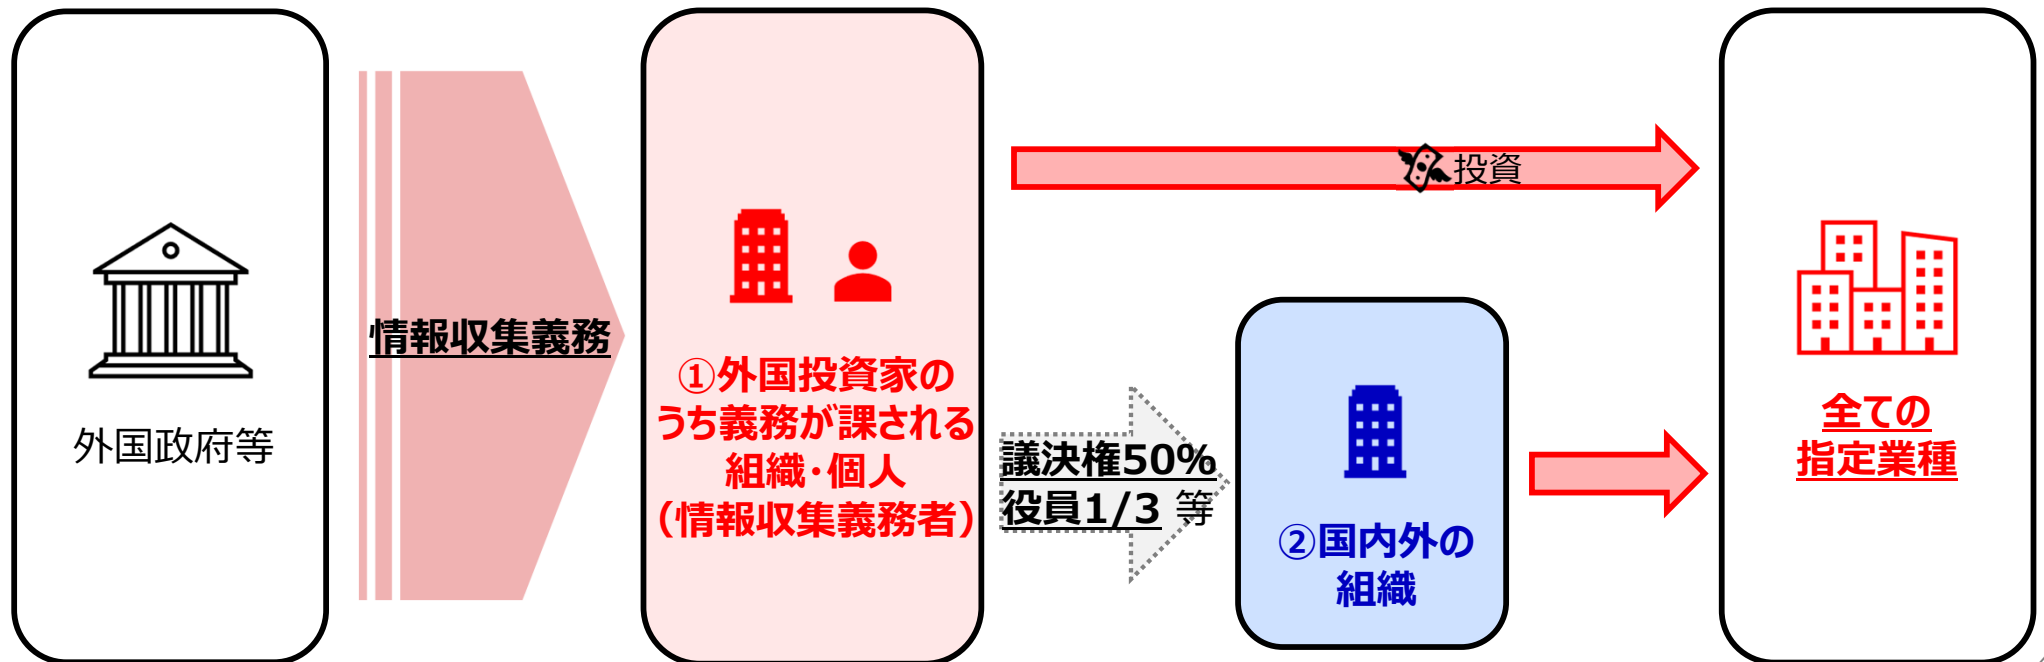 外国政府等
情報収集義務
①外国投資家の
うち義務が課される
組織・個人
（情報収集義務者）
投資
議決権50%
役員1/3 等
②国内外の
組織
全ての
指定業種